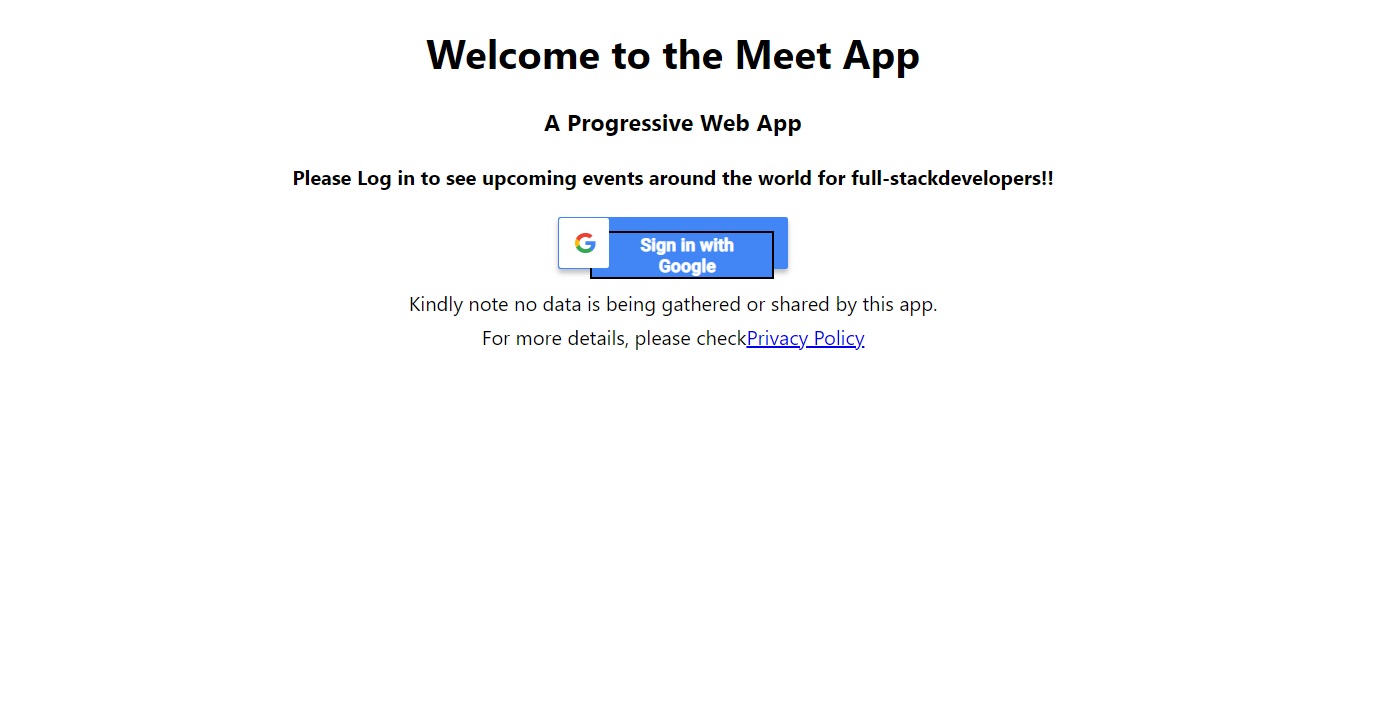 Welcome to the Meet App
A Progressive Web App
Please Log in to see upcoming events around the world for full-stackdevelopers!!
Sign in with
Google
Kindly note no data is being gathered or shared by this app.
For more details, please checkPrivacy Policy